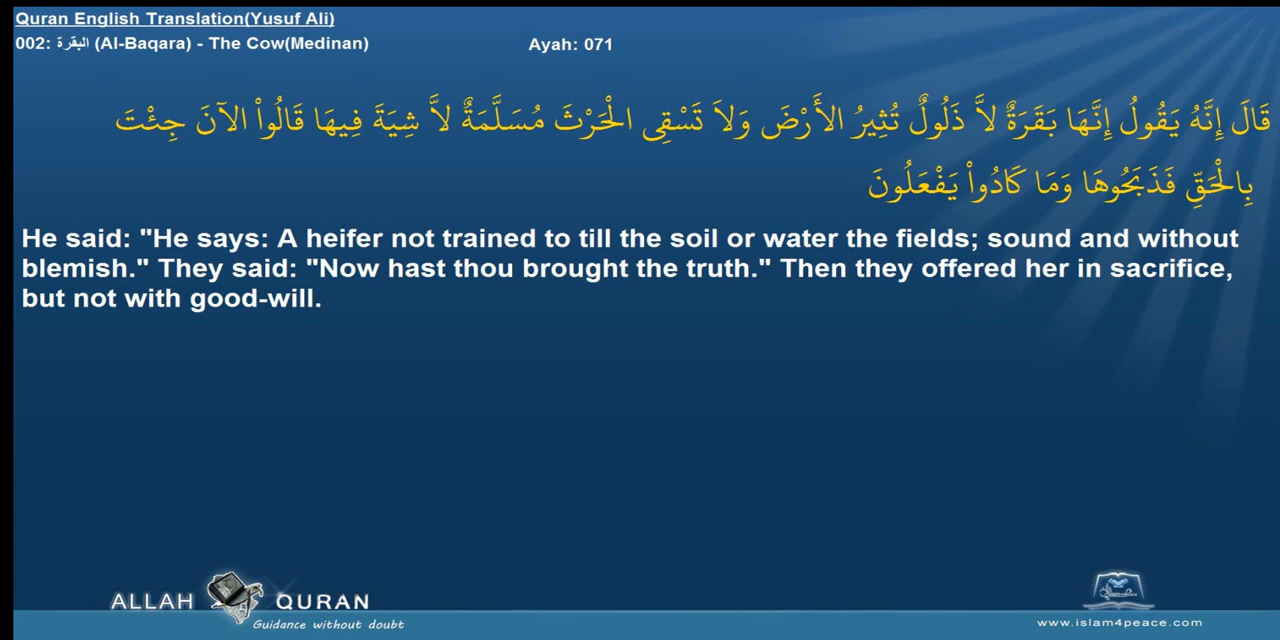 Quran English Translation(Yusuf Ali)
002: البقرة (Al-Baqara) - The Cow(Medinan)
Ayah: 071
قَالَ إِنَّهُ يَقُولُ إِنَّهَا بَقَرَةٌ لاَّ ذَلُولٌ تُثِيرُ الأَرْضَ وَلاَ تَسْقِى الْحَرْثَ مُسَلَّمَةٌ لاَّ شِيَةَ فِيهَا قَالُواْ الآنَ جِئْتَ
بِالْحَقِّ فَذَبَحُوهَا وَمَا كَادُواْ يَفْعَلُونَ
He said: "He says: A heifer not trained to till the soil or water the fields; sound and without
blemish." They said: "Now hast thou brought the truth." Then they offered her in sacrifice,
but not with good-will.
ALLAH QURAN
Guidance without doubt
www.islam4peace.com